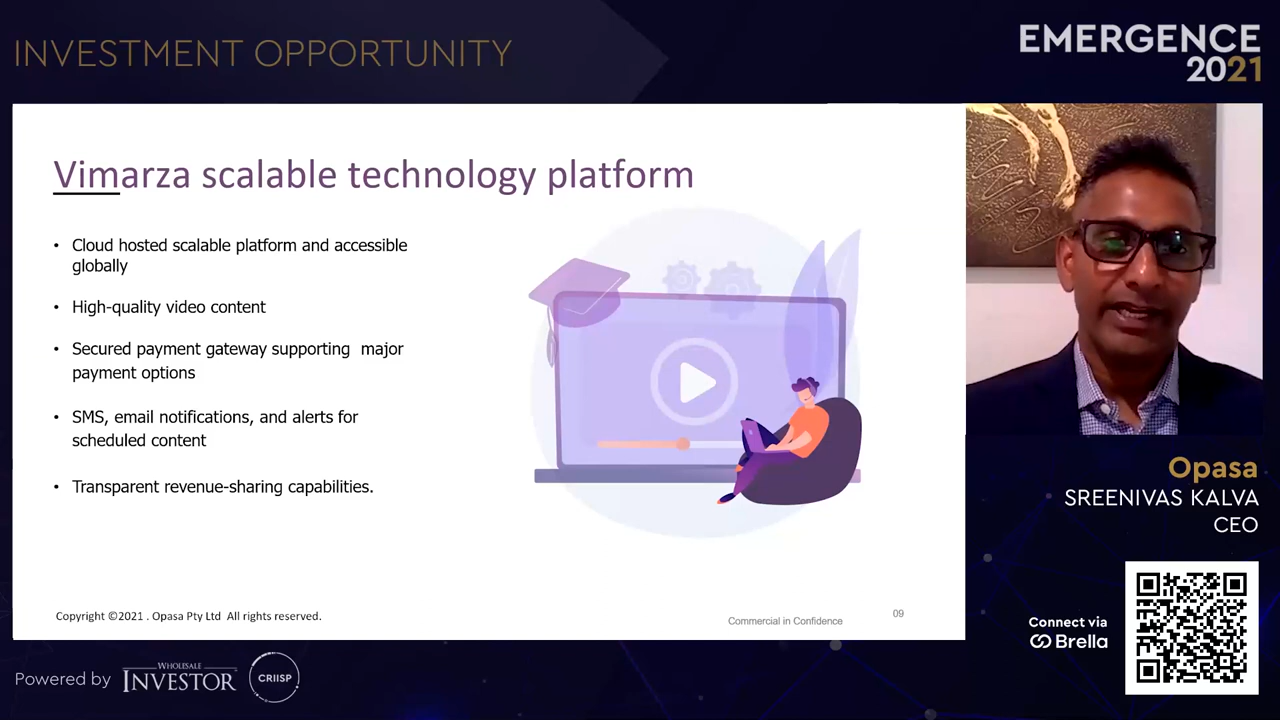 INVESTMENT OPPORTUNITY
EMERGENCE
2021
Vimarza scalable technology platform
• Cloud hosted scalable platform and accessible
globally
• High-quality video content
• Secured payment gateway supporting  major
payment options
• SMS, email notifications, and alerts for
scheduled content
• Transparent revenue-sharing capabilities.
Copyright ©2021 . Opasa Pty Ltd  All rights reserved.
Commercial in Confidence
09
Opasa
SREENIVAS KALVA
CEO
Connect via
Brella
Powered by
WHOLESALE
INVESTOR
CRIISP